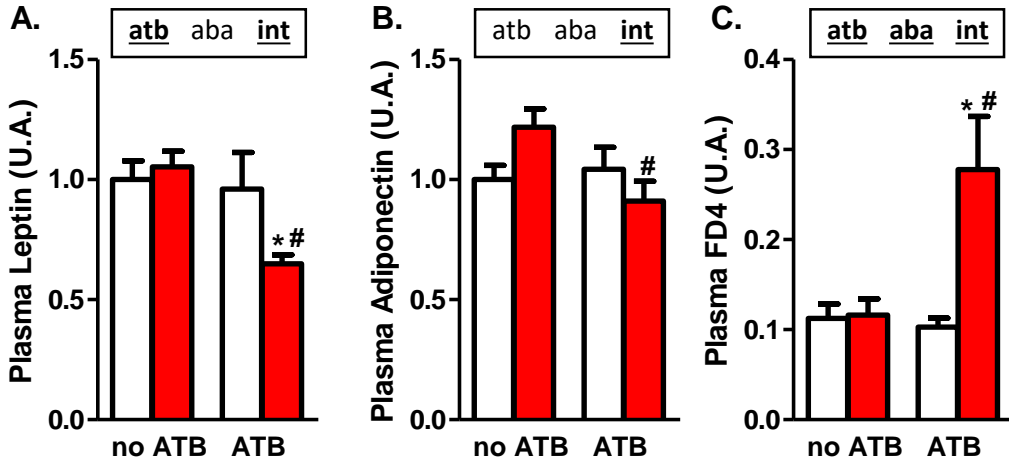 A.
atb aba int
Plasma Leptin (U.A.)
1.5
1.0
0.5
0.0
*#
no ATB ATB
B.
atb aba int
Plasma Adiponectin (U.A.)
1.5
1.0
0.5
0.0
#
no ATB ATB
C.
atb aba int
Plasma FD4 (U.A.)
0.4
0.3
0.2
0.1
0.0
*#
no ATB ATB